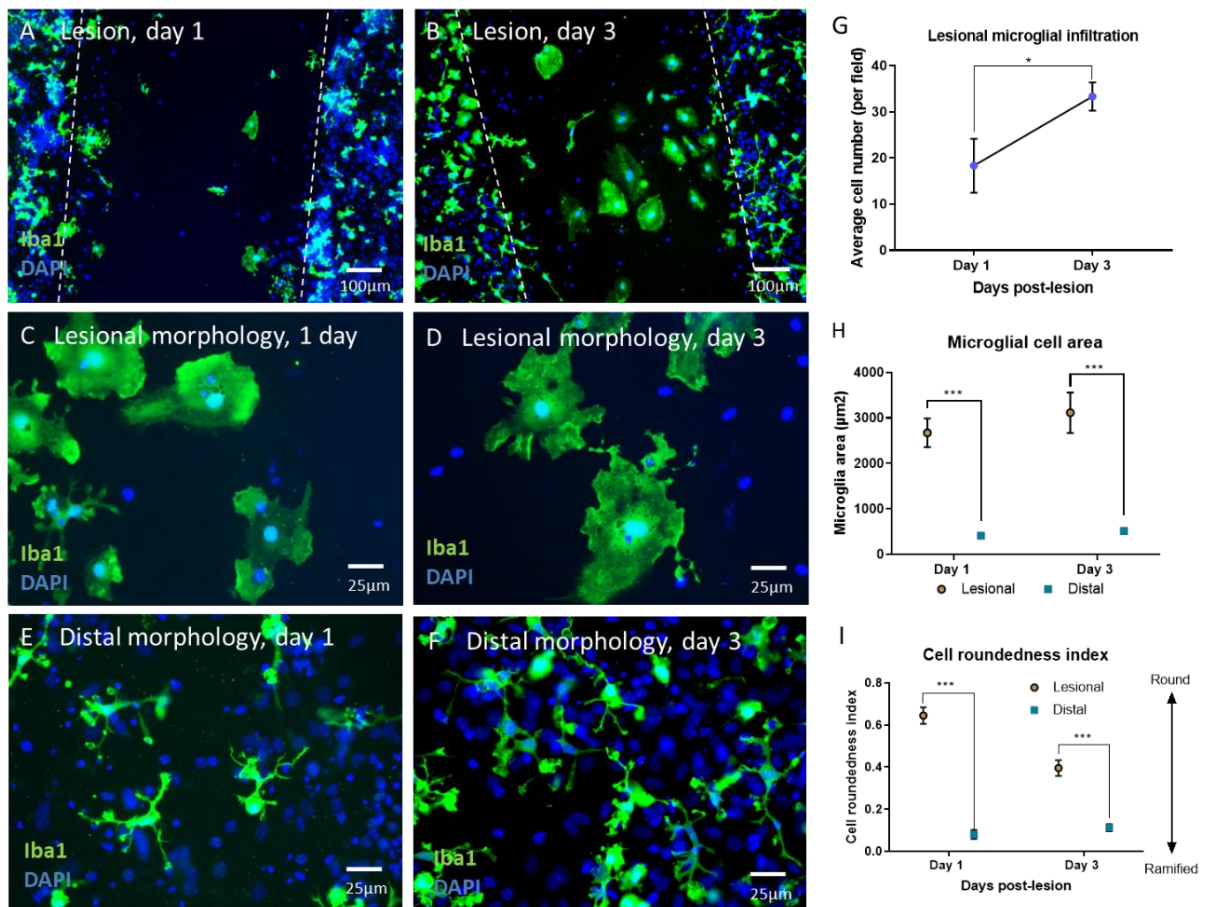 A Lesion, day 1
Iba1
DAPI
100µm
B Lesion, day 3
Iba1
DAPI
100µm
C Lesional morphology, 1 day
Iba1
DAPI
25µm
D Lesional morphology, day 3
Iba1
DAPI
25µm
E Distal morphology, day 1
Iba1
DAPI
25µm
F Distal morphology, day 3
Iba1
DAPI
25µm
G
Lesional microglial infiltration
Average cell number (per field)
40
30
20
10
0
*
Day 1 Day 3
Days post-lesion
H
Microglial cell area
Microglia area (µm2)
4000
3000
2000
1000
0
*** ***
Day 1 Day 3
Lesional Distal
I
Cell roundedness index
Cell roundedness index
0.8
0.6
0.4
0.2
0.0
*** ***
Lesional
Distal
Day 1 Day 3
Days post-lesion
Round
Ramified